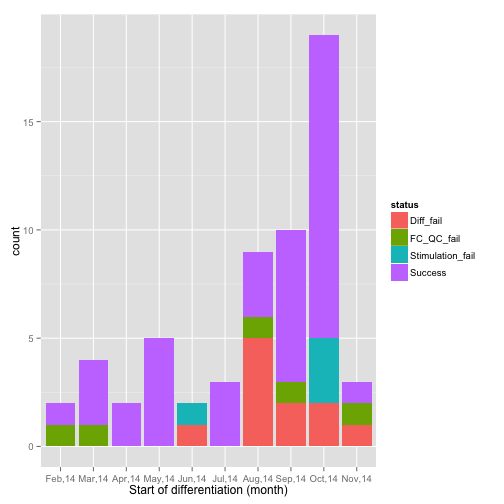 count
15
10
5
0
Feb,14 Mar,14 Apr,14 May,14 Jun,14 Jul,14 Aug,14 Sep,14 Oct,14 Nov,14
Start of differentiation (month)
status
Diff_fail
FC_QC_fail
Stimulation_fail
Success